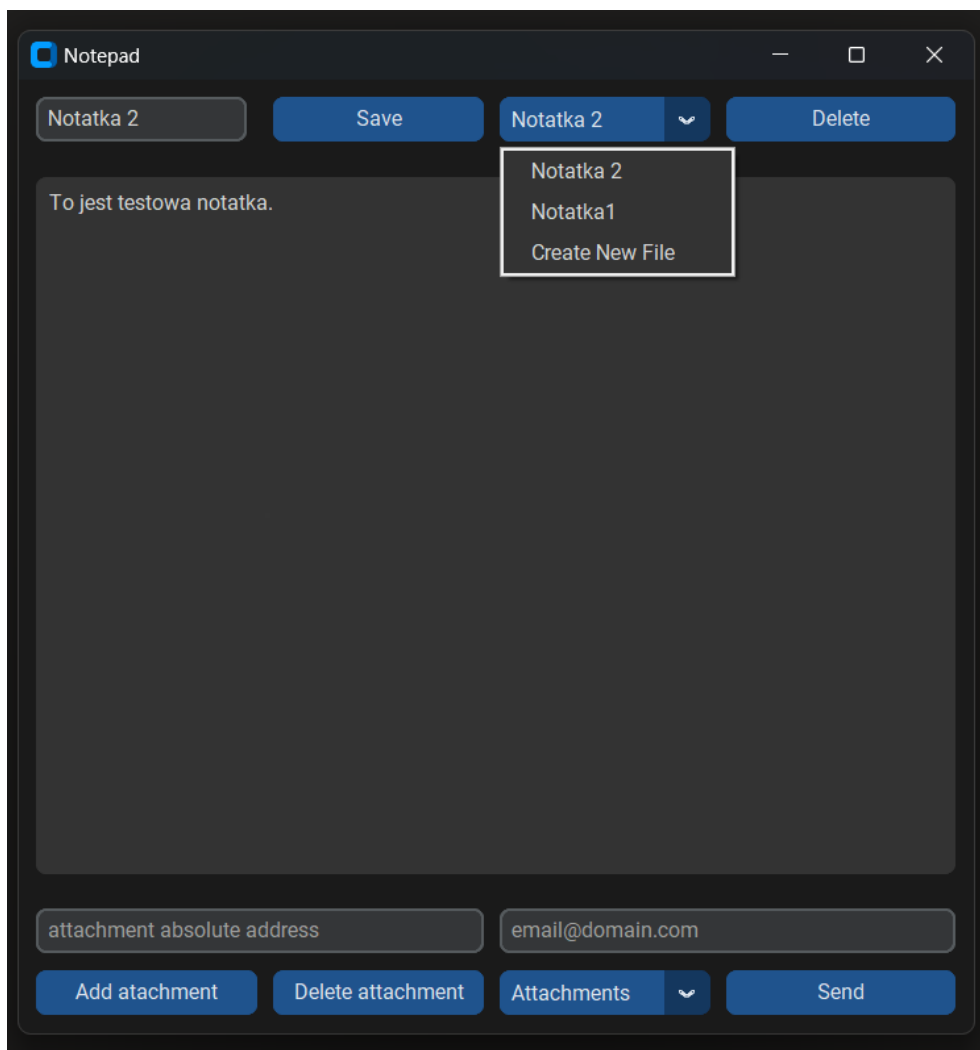 Notepad
Notatka 2 Save Notatka 2 Delete
Notatka 2
To jest testowa notatka.
Notatka1
Create New File
attachment absolute address email@domain.com
Add atachment Delete attachment Attachments Send